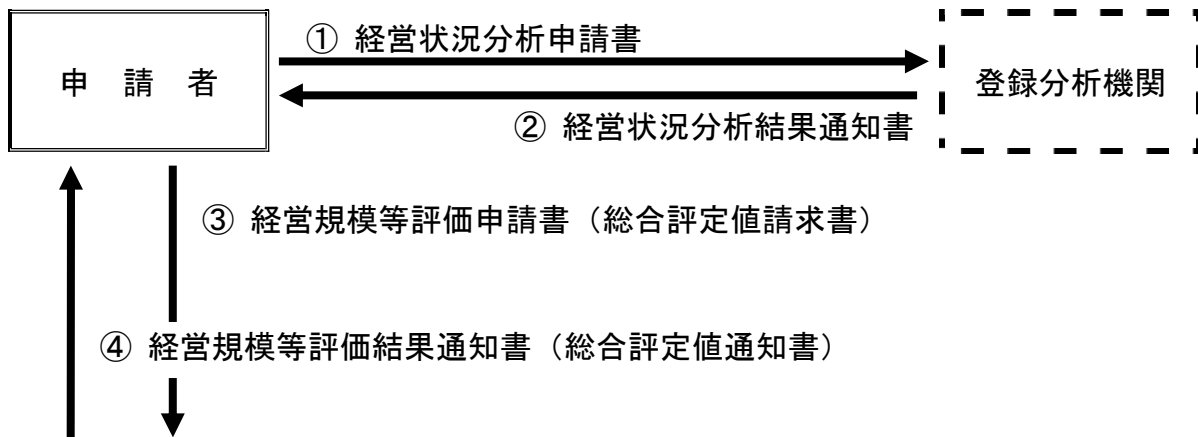 ① 経営状況分析申請書
申 請 者
登録分析機関
② 経営状況分析結果通知書
③ 経営規模等評価申請書（総合評定値請求書）
④ 経営規模等評価結果通知書（総合評定値通知書）